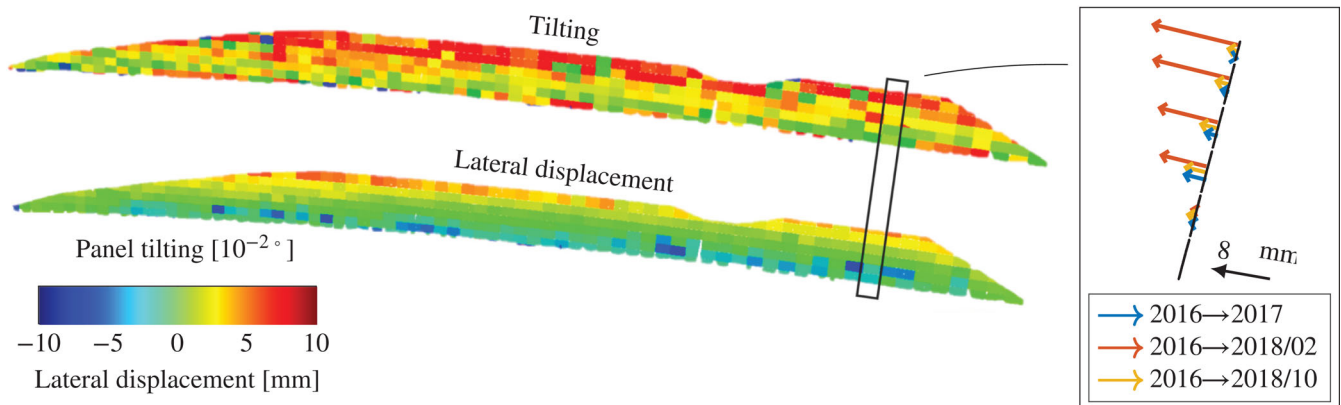 Tilting
Lateral displacement
Panel tilting [10⁻² °]
−10 −5 0 5 10
Lateral displacement [mm]
8 mm
2016→2017
2016→2018/02
2016→2018/10